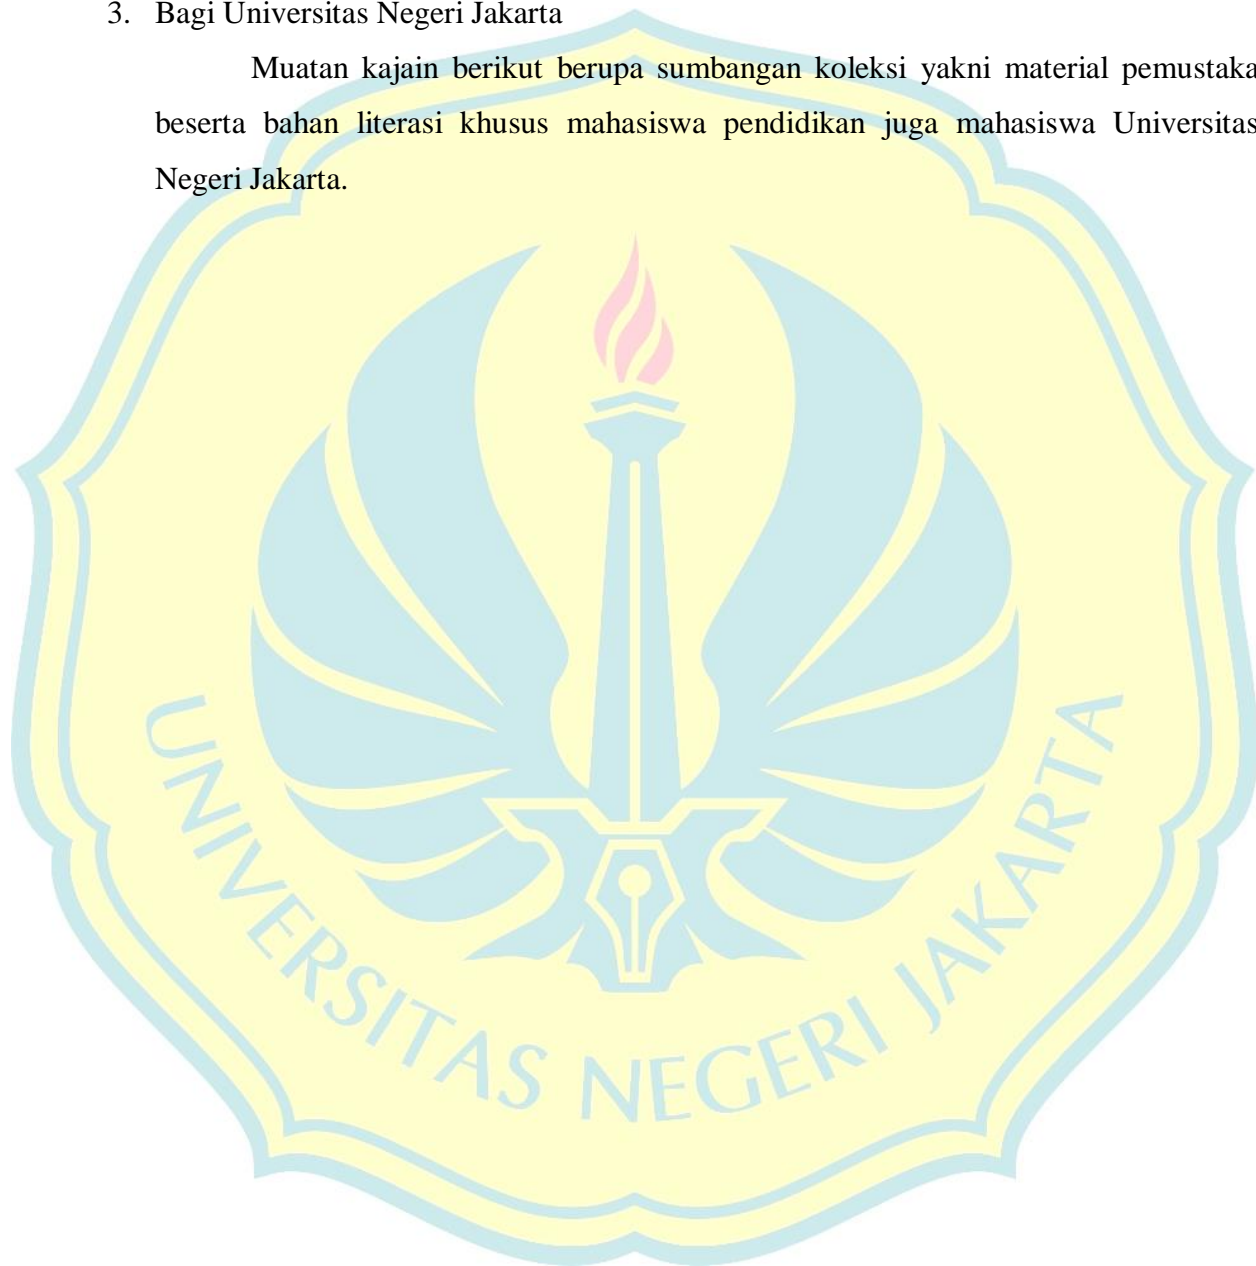 3. Bagi Universitas Negeri Jakarta
Muatan kajain berikut berupa sumbangan koleksi yakni material pemustaka
beserta bahan literasi khusus mahasiswa pendidikan juga mahasiswa Universitas
Negeri Jakarta.
UNIVERSITAS NEGERI JAKARTA